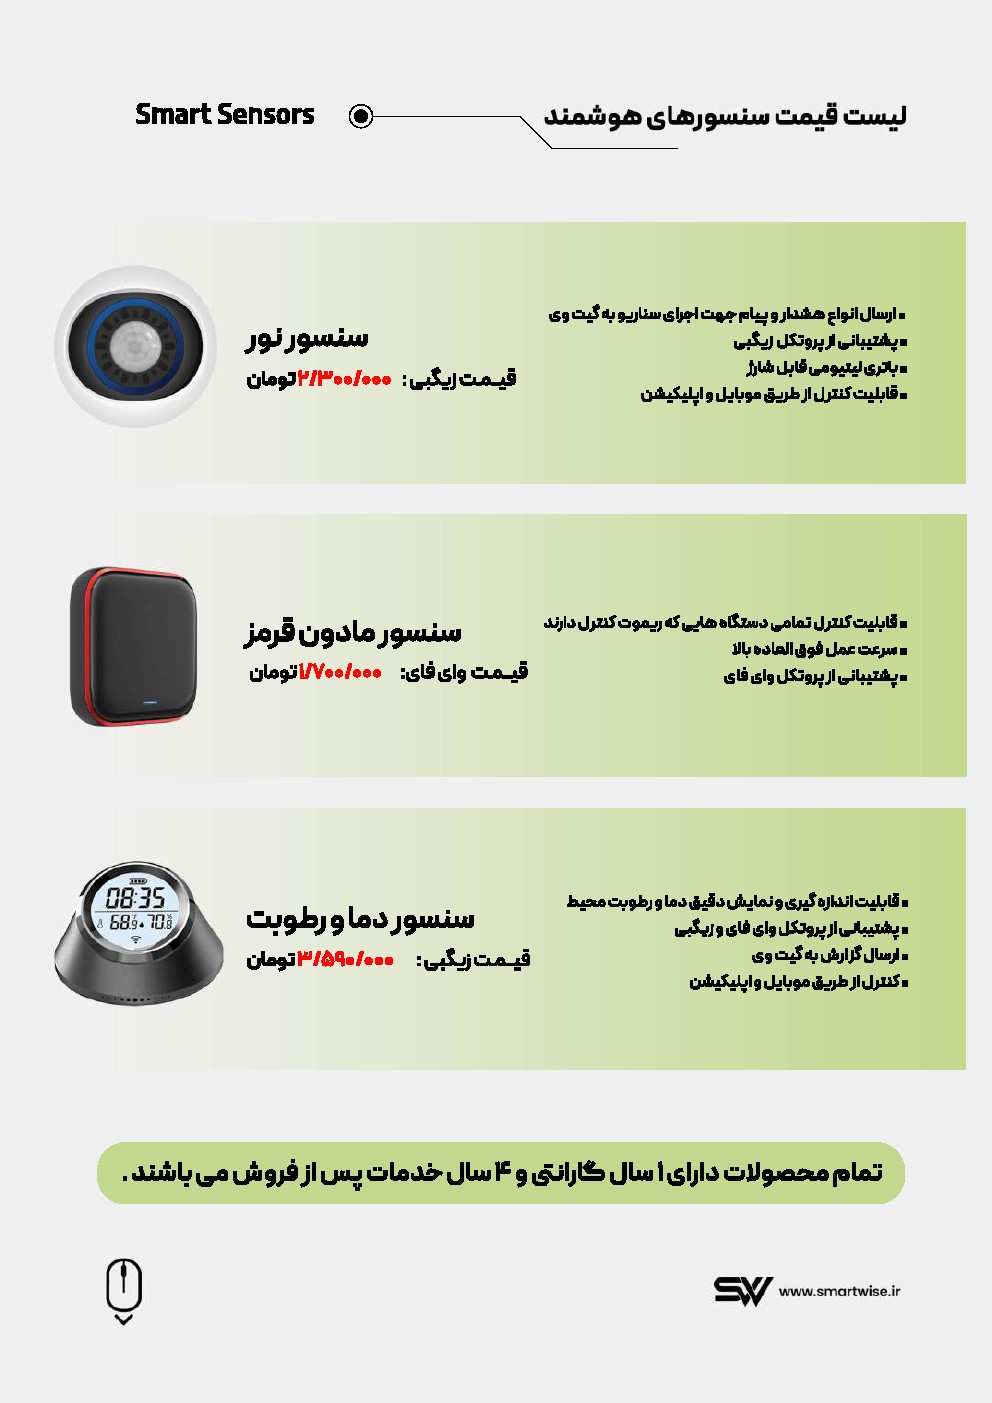 لیست قیمت سنسورهای هوشمند
Smart Sensors
سنسور نور
قیـمـت زیگبی : ۲/۳۰۰/۰۰۰ تومان
▪ ارسال انواع هشدار و پیام جهت اجرای سناریو به گیت وی
▪ پشتیبانی از پروتکل زیگبی
▪ باتری لیتیومی قابل شارژ
▪ قابلیت کنترل از طریق موبایل و اپلیکیشن
سنسور مادون قرمز
قیـمـت وای فای: ۱/۷۰۰/۰۰۰ تومان
▪ قابلیت کنترل تمامی دستگاه هایی که ریموت کنترل دارند
▪ سرعت عمل فوق العاده بالا
▪ پشتیبانی از پروتکل وای فای
08:35
68.9 70.8
سنسور دما و رطوبت
قیـمـت زیگبی : ۳/۵۹۰/۰۰۰ تومان
▪ قابلیت اندازه گیری و نمایش دقیق دما و رطوبت محیط
▪ پشتیبانی از پروتکل وای فای و زیگبی
▪ ارسال گزارش به گیت وی
▪ کنترل از طریق موبایل و اپلیکیشن
تمام محصولات دارای ۱ سال گارانتی و ۴ سال خدمات پس از فروش می باشند .
SW www.smartwise.ir